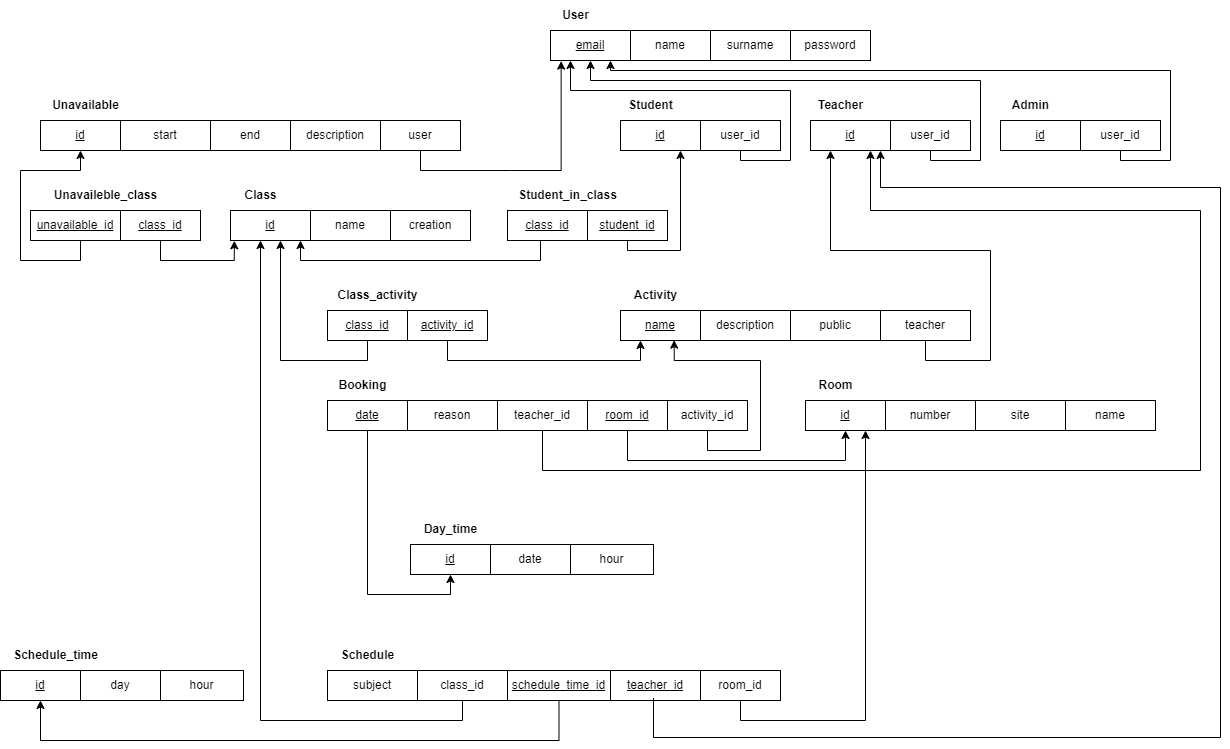 User
email name surname password
Unavailable
id start end description user
Student
id user_id
Teacher
id user_id
Admin
id user_id
Unavaileble_class
unavailable_id class_id
Class
id name creation
Student_in_class
class_id student_id
Class_activity
class_id activity_id
Activity
name description public teacher
Booking
date reason teacher_id room_id activity_id
Room
id number site name
Day_time
id date hour
Schedule_time
id day hour
Schedule
subject class_id schedule_time_id teacher_id room_id